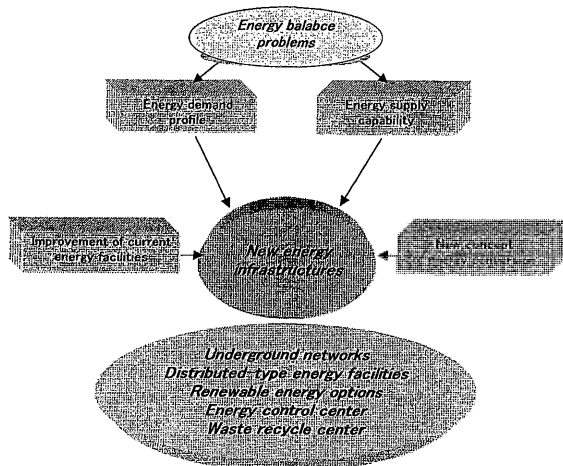 Energy balabce
problems
Energy demand
profile
Energy supply
capability
Improvement of current
energy facilities
New energy
infrastructures
New concept
Underground networks
Distributed type energy facilities
Renewable energy options
Energy control center
Waste recycle center